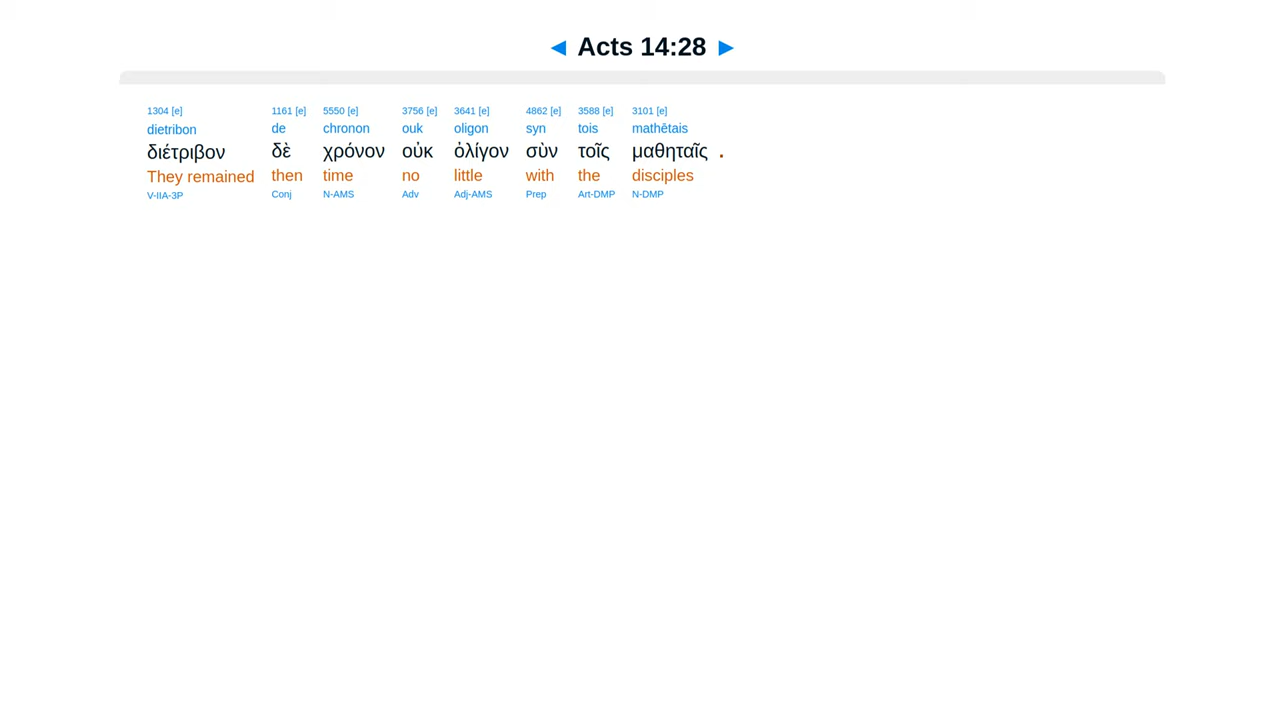 ◄ Acts 14:28 ►
1304 [e] 1161 [e] 5550 [e] 3756 [e] 3641 [e] 4862 [e] 3588 [e] 3101 [e]
dietribon de chronon ouk oligon syn tois mathētais
διέτριβον δὲ χρόνον οὐκ ὀλίγον σὺν τοῖς μαθηταῖς .
They remained then time no little with the disciples
V-IIA-3P Conj N-AMS Adv Adj-AMS Prep Art-DMP N-DMP